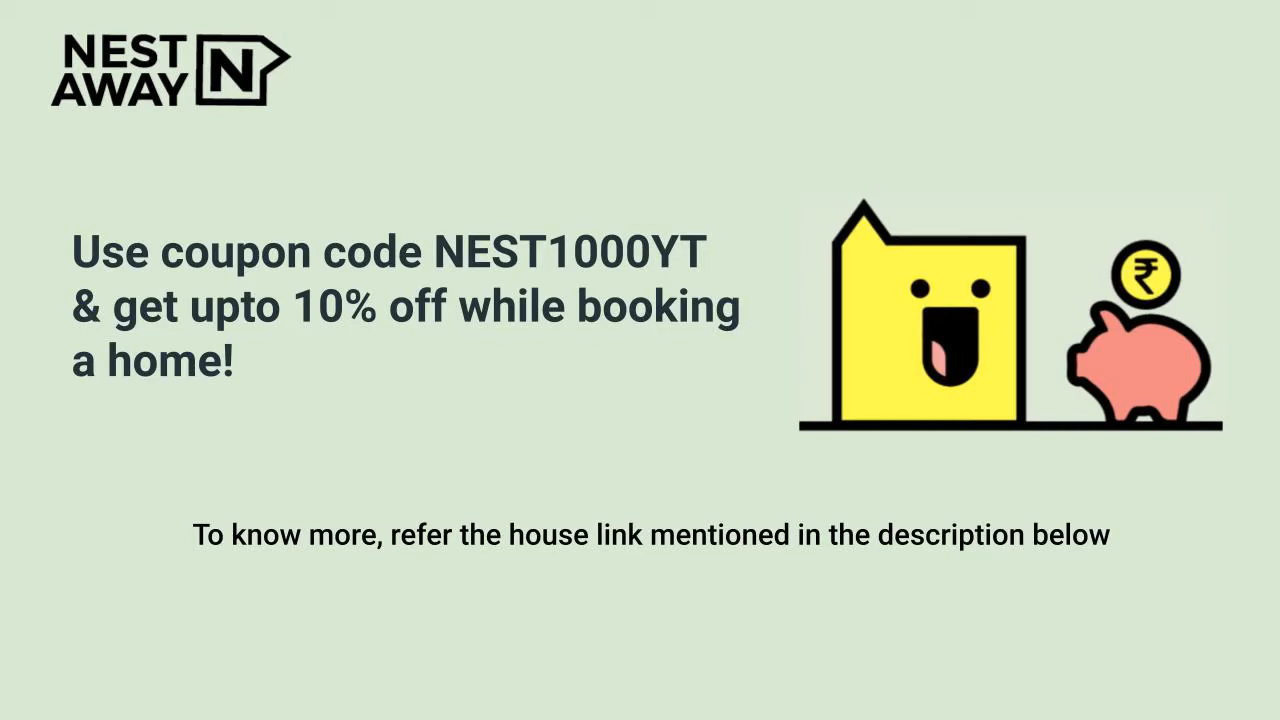 NEST
AWAY N
Use coupon code NEST1000YT
& get upto 10% off while booking
a home!
₹
To know more, refer the house link mentioned in the description below